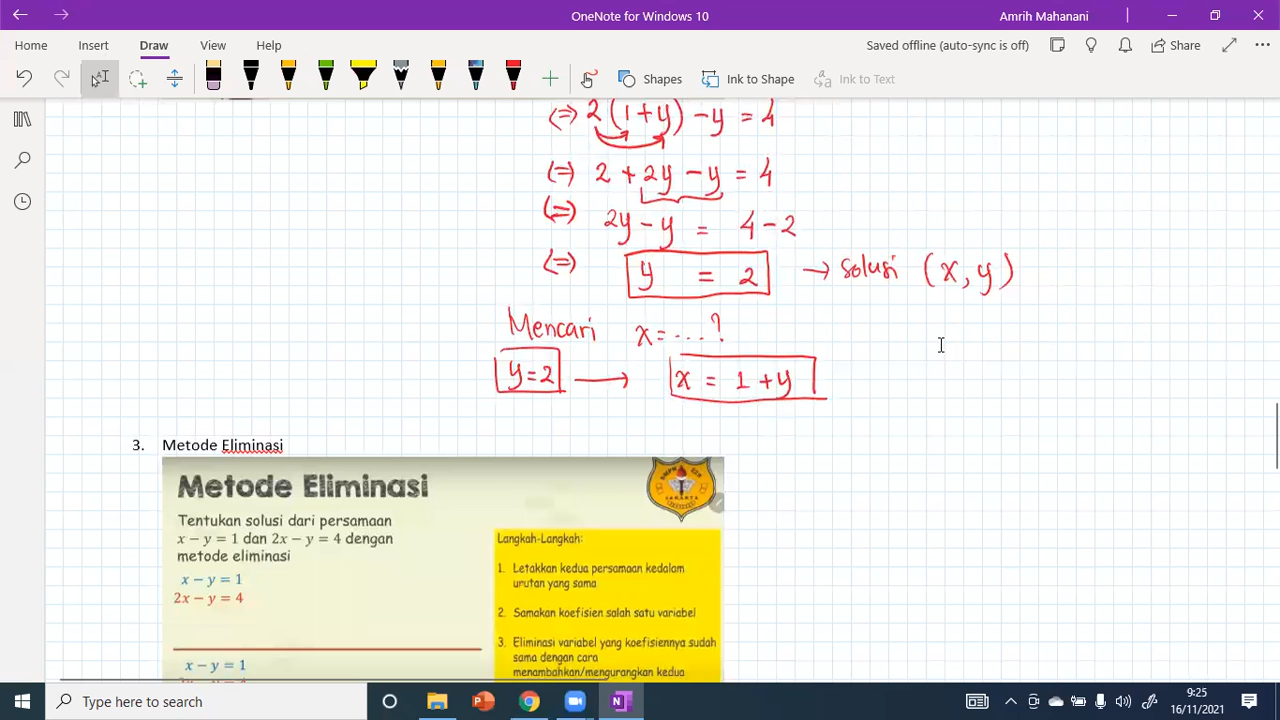 OneNote for Windows 10
Amrih Mahanani
Home Insert Draw View Help
Saved offline (auto-sync is off)
Share
Shapes
Ink to Shape
Ink to Text
(=) 2(1+y) -y = 4
(=) 2 + 2y - y = 4
(=) 2y - y = 4 - 2
(=) y = 2 → solusi (x, y)
Mencari x = ...?
y=2 → x = 1 + y
3. Metode Eliminasi
Metode Eliminasi
Tentukan solusi dari persamaan
x − y = 1 dan 2x − y = 4 dengan
metode eliminasi
x − y = 1
2x − y = 4
x − y = 1
Langkah-Langkah:
1. Letakkan kedua persamaan kedalam
urutan yang sama
2. Samakan koefisien salah satu variabel
3. Eliminasi variabel yang koefisiennya sudah
sama dengan cara
menambahkan/mengurangkan kedua
Type here to search
9:25
16/11/2021